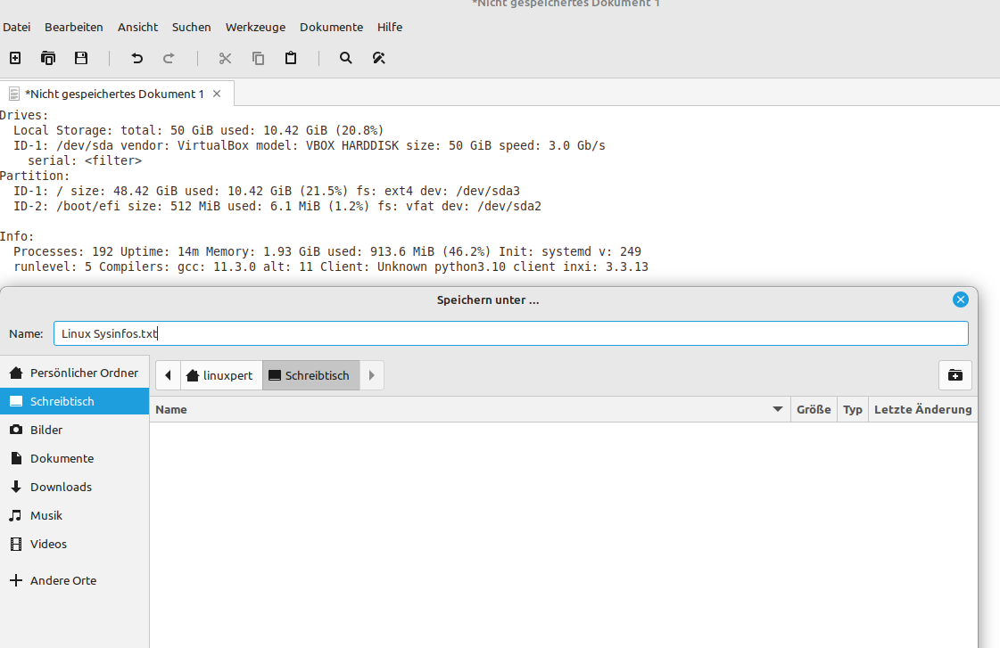 *Nicht gespeichertes Dokument 1
Datei Bearbeiten Ansicht Suchen Werkzeuge Dokumente Hilfe
*Nicht gespeichertes Dokument 1
Drives:
Local Storage: total: 50 GiB used: 10.42 GiB (20.8%)
ID-1: /dev/sda vendor: VirtualBox model: VBOX HARDDISK size: 50 GiB speed: 3.0 Gb/s
serial: <filter>
Partition:
ID-1: / size: 48.42 GiB used: 10.42 GiB (21.5%) fs: ext4 dev: /dev/sda3
ID-2: /boot/efi size: 512 MiB used: 6.1 MiB (1.2%) fs: vfat dev: /dev/sda2
Info:
Processes: 192 Uptime: 14m Memory: 1.93 GiB used: 913.6 MiB (46.2%) Init: systemd v: 249
runlevel: 5 Compilers: gcc: 11.3.0 alt: 11 Client: Unknown python3.10 client inxi: 3.3.13
Speichern unter ...
Name: Linux Sysinfos.txt
Persönlicher Ordner
Schreibtisch
Bilder
Dokumente
Downloads
Musik
Videos
Andere Orte
linuxpert Schreibtisch
Name Größe Typ Letzte Änderung